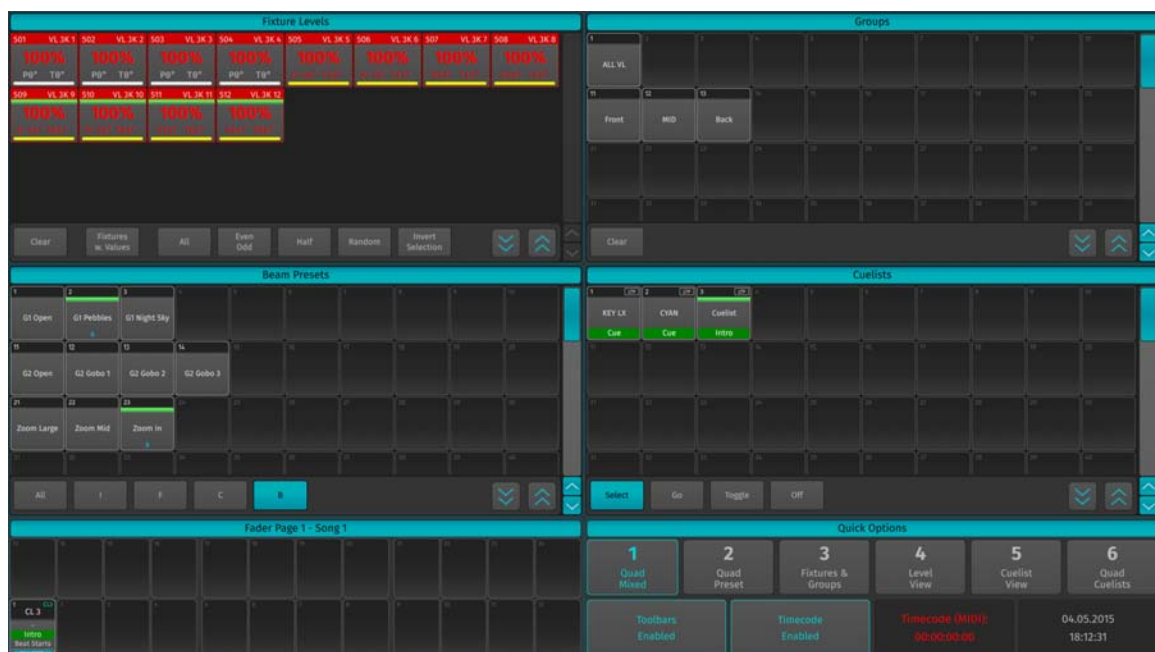 Fixture Levels
501 VL 3K 1 502 VL 3K 2 503 VL 3K 3 504 VL 3K 4 505 VL 3K 5 506 VL 3K 6 507 VL 3K 7 508 VL 3K 8
100% 100% 100% 100% 100% 100% 100% 100%
P0° T0° P0° T0° P0° T0° P0° T0°
509 VL 3K 9 510 VL 3K 10 511 VL 3K 11 512 VL 3K 12
100% 100% 100% 100%
Clear Fixtures w. Values All Even Odd Half Random Invert Selection
Groups
1
ALL VL
11 12 13
Front MID Back
Clear
Beam Presets
1 2 3
G1 Open G1 Pebbles G1 Night Sky
11 12 13 14
G2 Open G2 Gobo 1 G2 Gobo 2 G2 Gobo 3
21 22 23
Zoom Large Zoom Mid Zoom In
All I F C B
Cuelists
1 2 3
KEY LX CYAN Cuelist
Cue Cue Intro
Select Go Toggle Off
Fader Page 1 - Song 1
1
CL 3
-
Intro
Beat Starts
Quick Options
1 2 3 4 5 6
Quad Mixed Quad Preset Fixtures & Groups Level View Cuelist View Quad Cuelists
Toolbars Enabled Timecode Enabled Timecode (MIDI): 00:00:00:00 04.05.2015 18:12:31